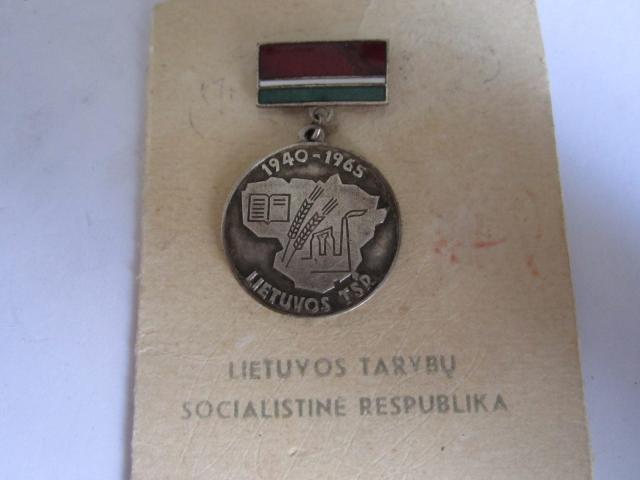 1940-1965
LIETUVOS TSR
LIETUVOS TARYBŲ
SOCIALISTINĖ RESPUBLIKA